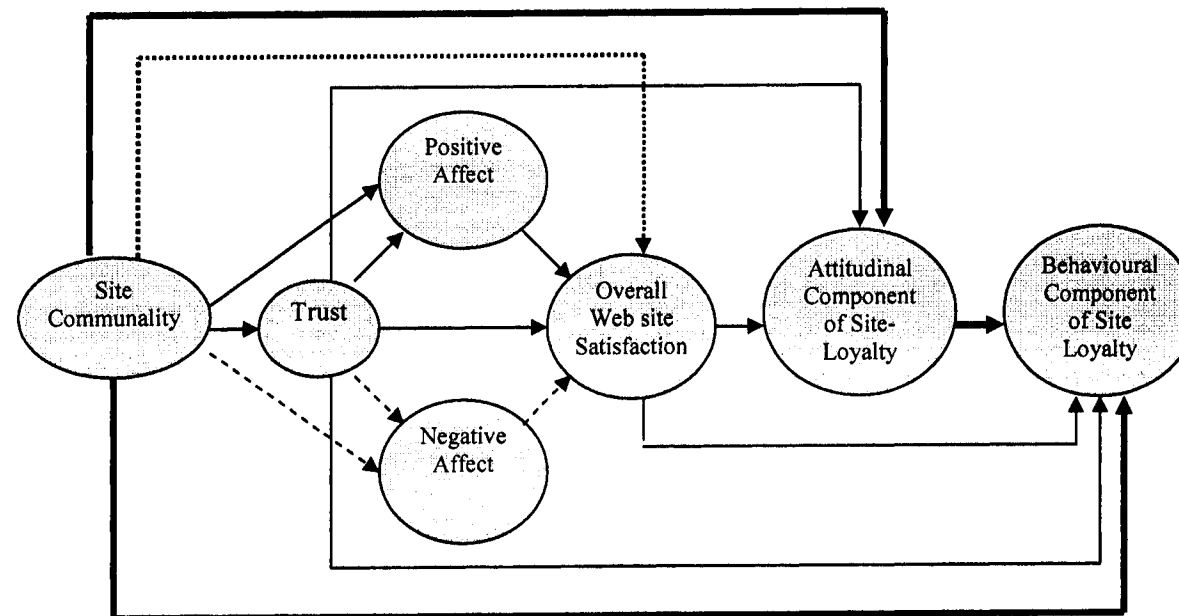 Positive
Affect
Site
Communality
Trust
Overall
Web site
Satisfaction
Attitudinal
Component
of Site-
Loyalty
Behavioural
Component
of Site
Loyalty
Negative
Affect